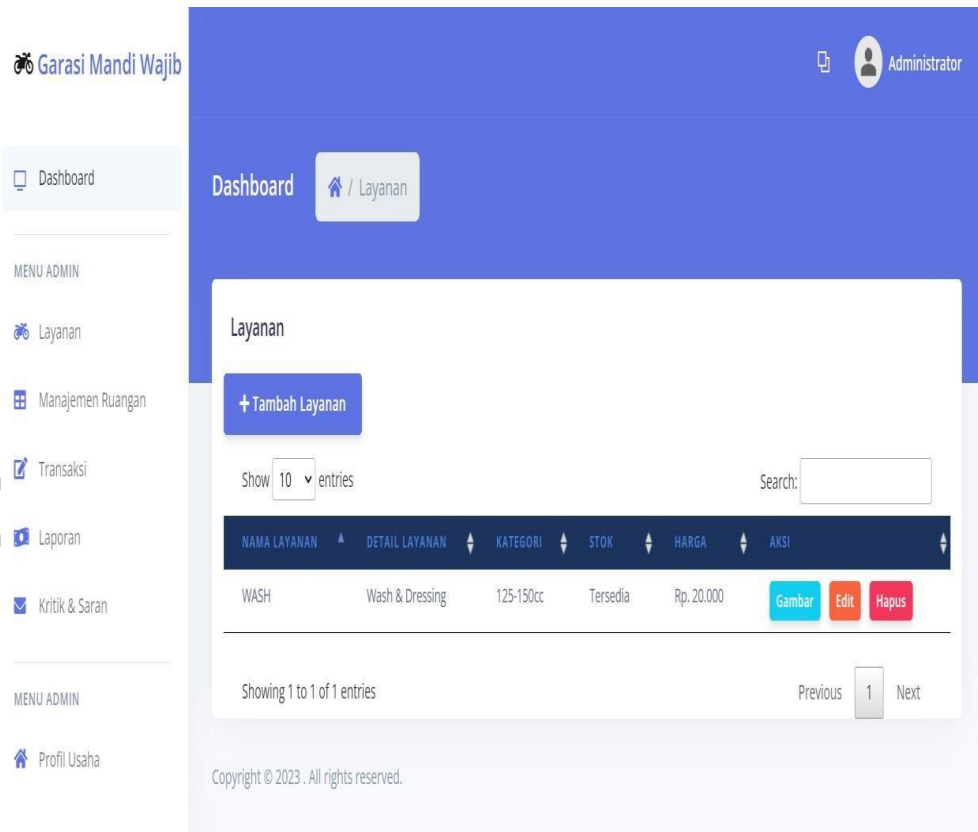 Garasi Mandi Wajib
Administrator
Dashboard
MENU ADMIN
Layanan
Manajemen Ruangan
Transaksi
Laporan
Kritik & Saran
MENU ADMIN
Profil Usaha
Dashboard / Layanan
Layanan
+ Tambah Layanan
Show 10 entries Search:
NAMA LAYANAN DETAIL LAYANAN KATEGORI STOK HARGA AKSI
WASH Wash & Dressing 125-150cc Tersedia Rp. 20.000 Gambar Edit Hapus
Showing 1 to 1 of 1 entries Previous 1 Next
Copyright © 2023 . All rights reserved.